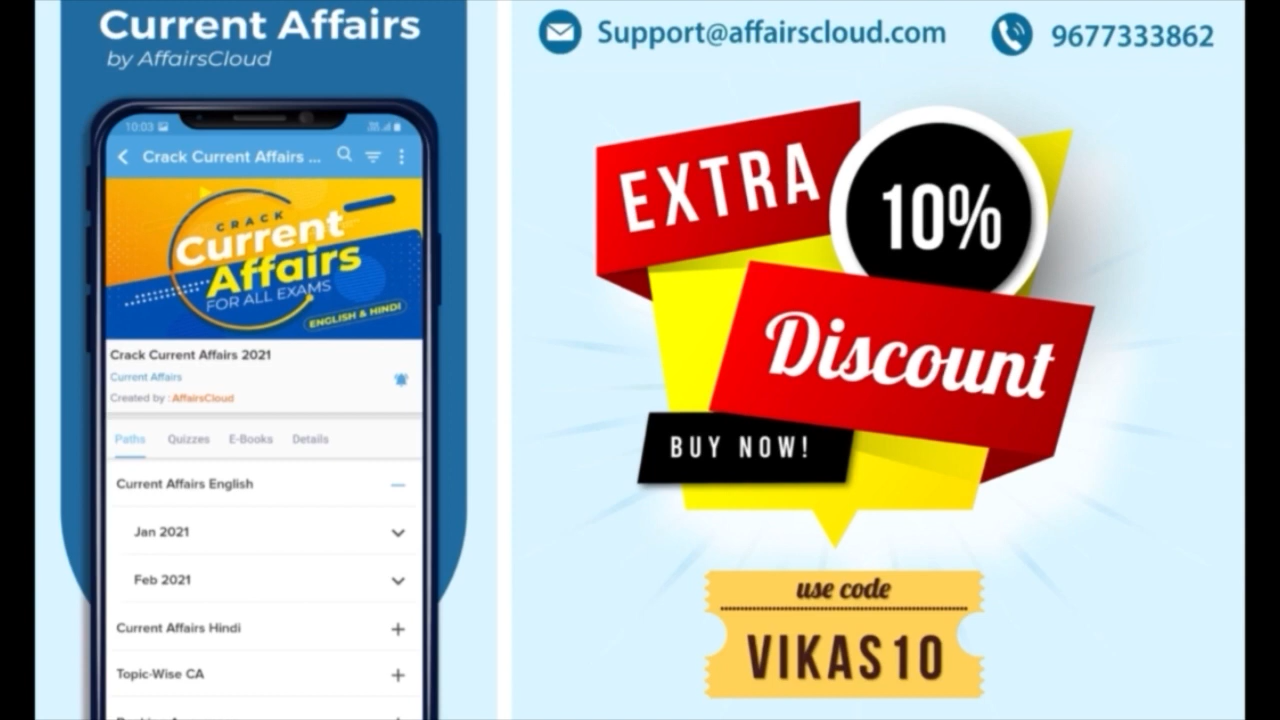 Current Affairs
by AffairsCloud
10:03
Crack Current Affairs ...
CRACK
Current
Affairs
FOR ALL EXAMS
ENGLISH & HINDI
Crack Current Affairs 2021
Current Affairs
Created by : AffairsCloud
Paths Quizzes E-Books Details
Current Affairs English
Jan 2021
Feb 2021
Current Affairs Hindi
Topic-Wise CA
Support@affairscloud.com
9677333862
EXTRA
10%
Discount
BUY NOW!
use code
VIKAS10